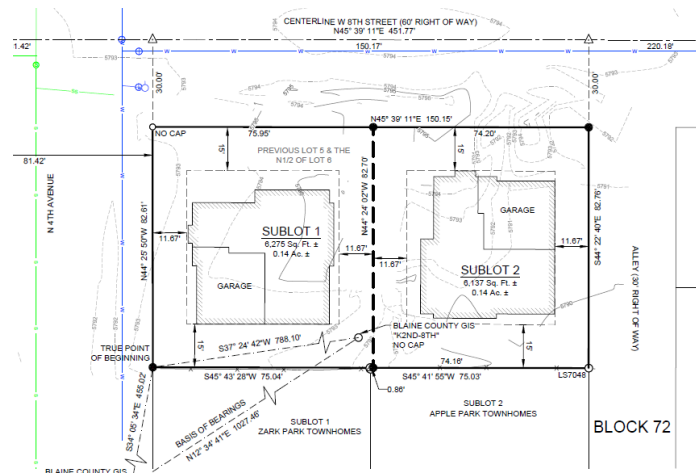 CENTERLINE W 8TH STREET (60' RIGHT OF WAY)
N45° 39' 11"E 451.77'
1.42'
150.17'
220.18'
30.00'
30.00'
N45° 39' 11"E 150.15'
NO CAP
75.95'
74.20'
PREVIOUS LOT 5 & THE
N1/2 OF LOT 6
15'
15'
81.42'
N 4TH AVENUE
N44° 25' 50"W 82.61'
N44° 24' 02"W 82.70'
S44° 22' 40"E 82.76'
ALLEY (30' RIGHT OF WAY)
GARAGE
SUBLOT 1
6,275 Sq. Ft. ±
0.14 Ac. ±
11.67'
11.67'
11.67'
11.67'
SUBLOT 2
6,137 Sq. Ft. ±
0.14 Ac. ±
GARAGE
BLAINE COUNTY GIS
"K2ND-8TH"
NO CAP
S37° 24' 42"W 788.10'
15'
15'
TRUE POINT
OF BEGINNING
74.16'
S45° 43' 28"W 75.04'
S45° 41' 55"W 75.03'
LS7048
0.86'
SUBLOT 1
ZARK PARK TOWNHOMES
SUBLOT 2
APPLE PARK TOWNHOMES
BLOCK 72
S34° 05' 34"E 455.02'
BASIS OF BEARINGS
N12° 34' 41"E 1027.46'
BLAINE COUNTY GIS